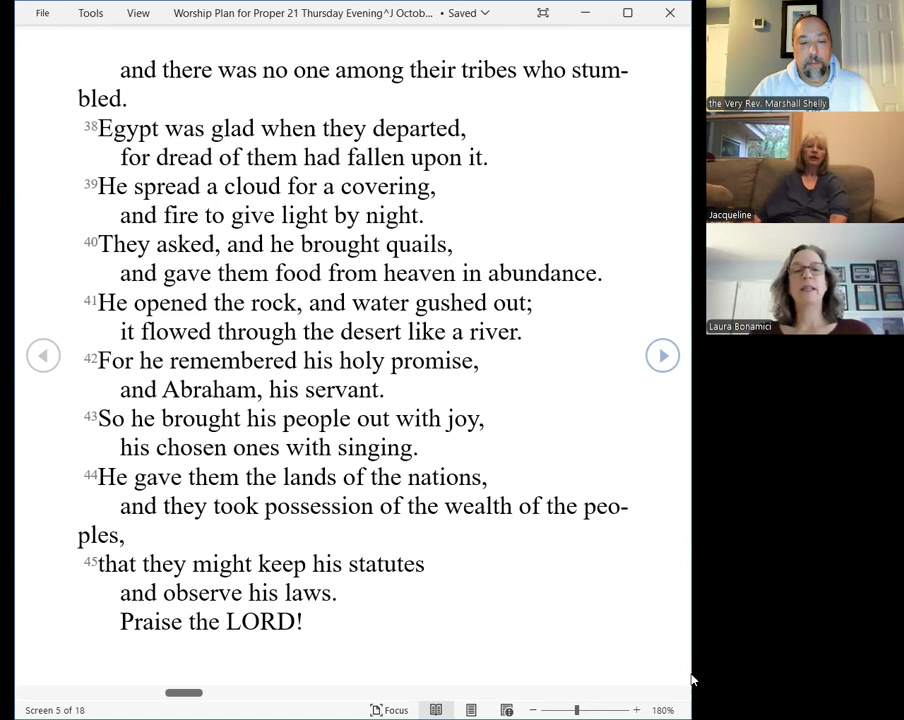 File Tools View Worship Plan for Proper 21 Thursday Evening^J Octob... • Saved
and there was no one among their tribes who stum-
bled.
38Egypt was glad when they departed,
for dread of them had fallen upon it.
39He spread a cloud for a covering,
and fire to give light by night.
40They asked, and he brought quails,
and gave them food from heaven in abundance.
41He opened the rock, and water gushed out;
it flowed through the desert like a river.
42For he remembered his holy promise,
and Abraham, his servant.
43So he brought his people out with joy,
his chosen ones with singing.
44He gave them the lands of the nations,
and they took possession of the wealth of the peo-
ples,
45that they might keep his statutes
and observe his laws.
Praise the LORD!
Screen 5 of 18 Focus 180%
the Very Rev. Marshall Shelly
Jacqueline
Laura Bonamici